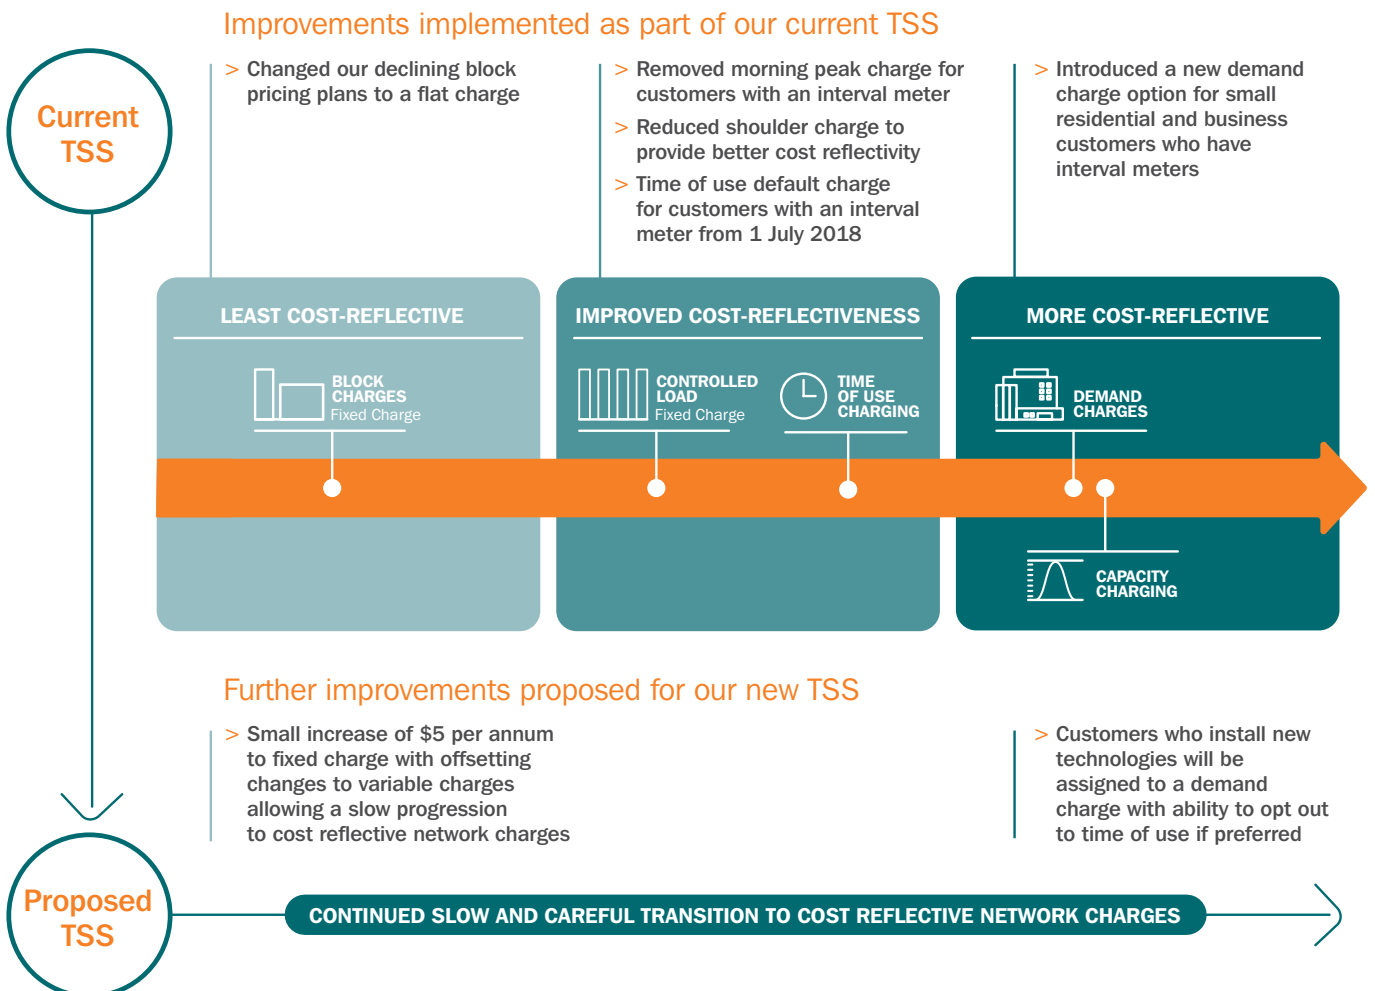 Improvements implemented as part of our current TSS
Current
TSS
> Changed our declining block
pricing plans to a flat charge
> Removed morning peak charge for
customers with an interval meter
> Reduced shoulder charge to
provide better cost reflectivity
> Time of use default charge
for customers with an interval
meter from 1 July 2018
> Introduced a new demand
charge option for small
residential and business
customers who have
interval meters
LEAST COST-REFLECTIVE
BLOCK
CHARGES
Fixed Charge
IMPROVED COST-REFLECTIVENESS
CONTROLLED
LOAD
Fixed Charge
TIME
OF USE
CHARGING
MORE COST-REFLECTIVE
DEMAND
CHARGES
CAPACITY
CHARGING
Further improvements proposed for our new TSS
> Small increase of $5 per annum
to fixed charge with offsetting
changes to variable charges
allowing a slow progression
to cost reflective network charges
> Customers who install new
technologies will be
assigned to a demand
charge with ability to opt out
to time of use if preferred
Proposed
TSS
CONTINUED SLOW AND CAREFUL TRANSITION TO COST REFLECTIVE NETWORK CHARGES